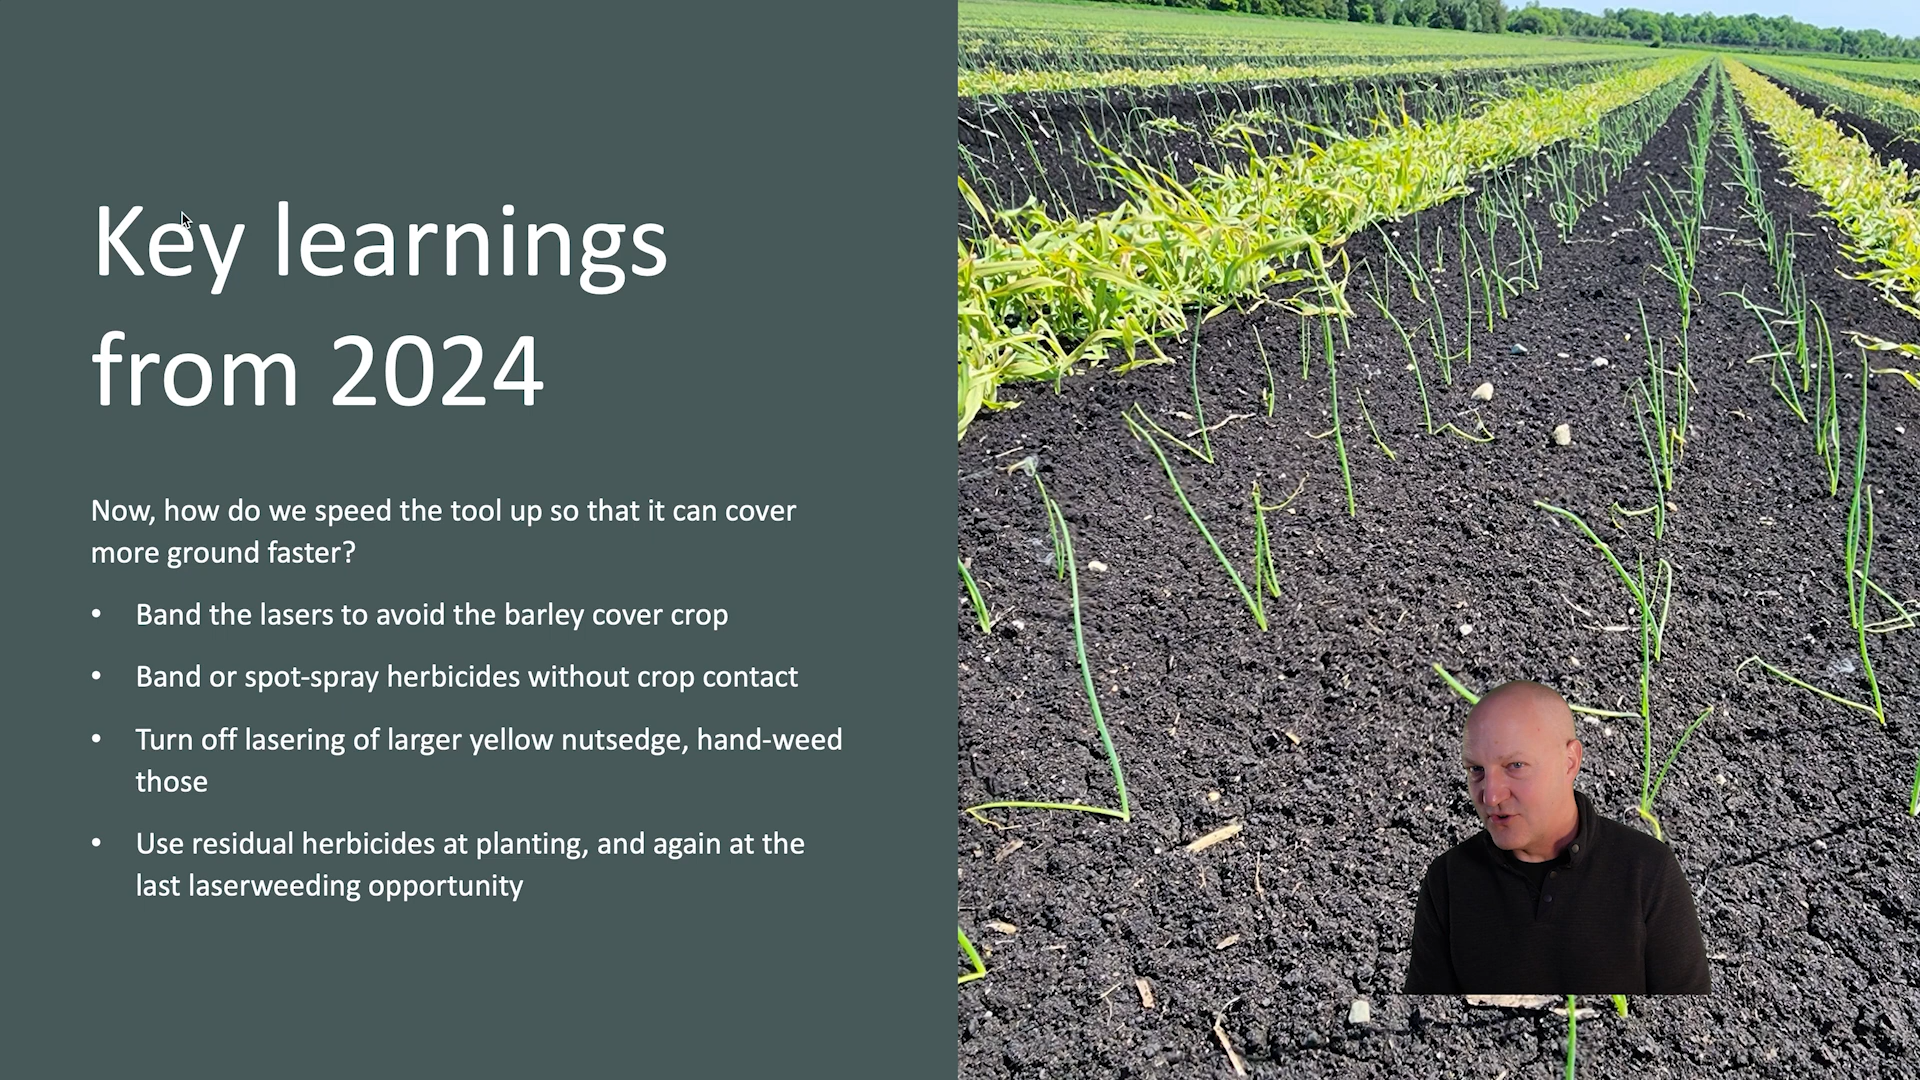 Key learnings
from 2024
Now, how do we speed the tool up so that it can cover
more ground faster?
• Band the lasers to avoid the barley cover crop
• Band or spot-spray herbicides without crop contact
• Turn off lasering of larger yellow nutsedge, hand-weed
those
• Use residual herbicides at planting, and again at the
last laserweeding opportunity